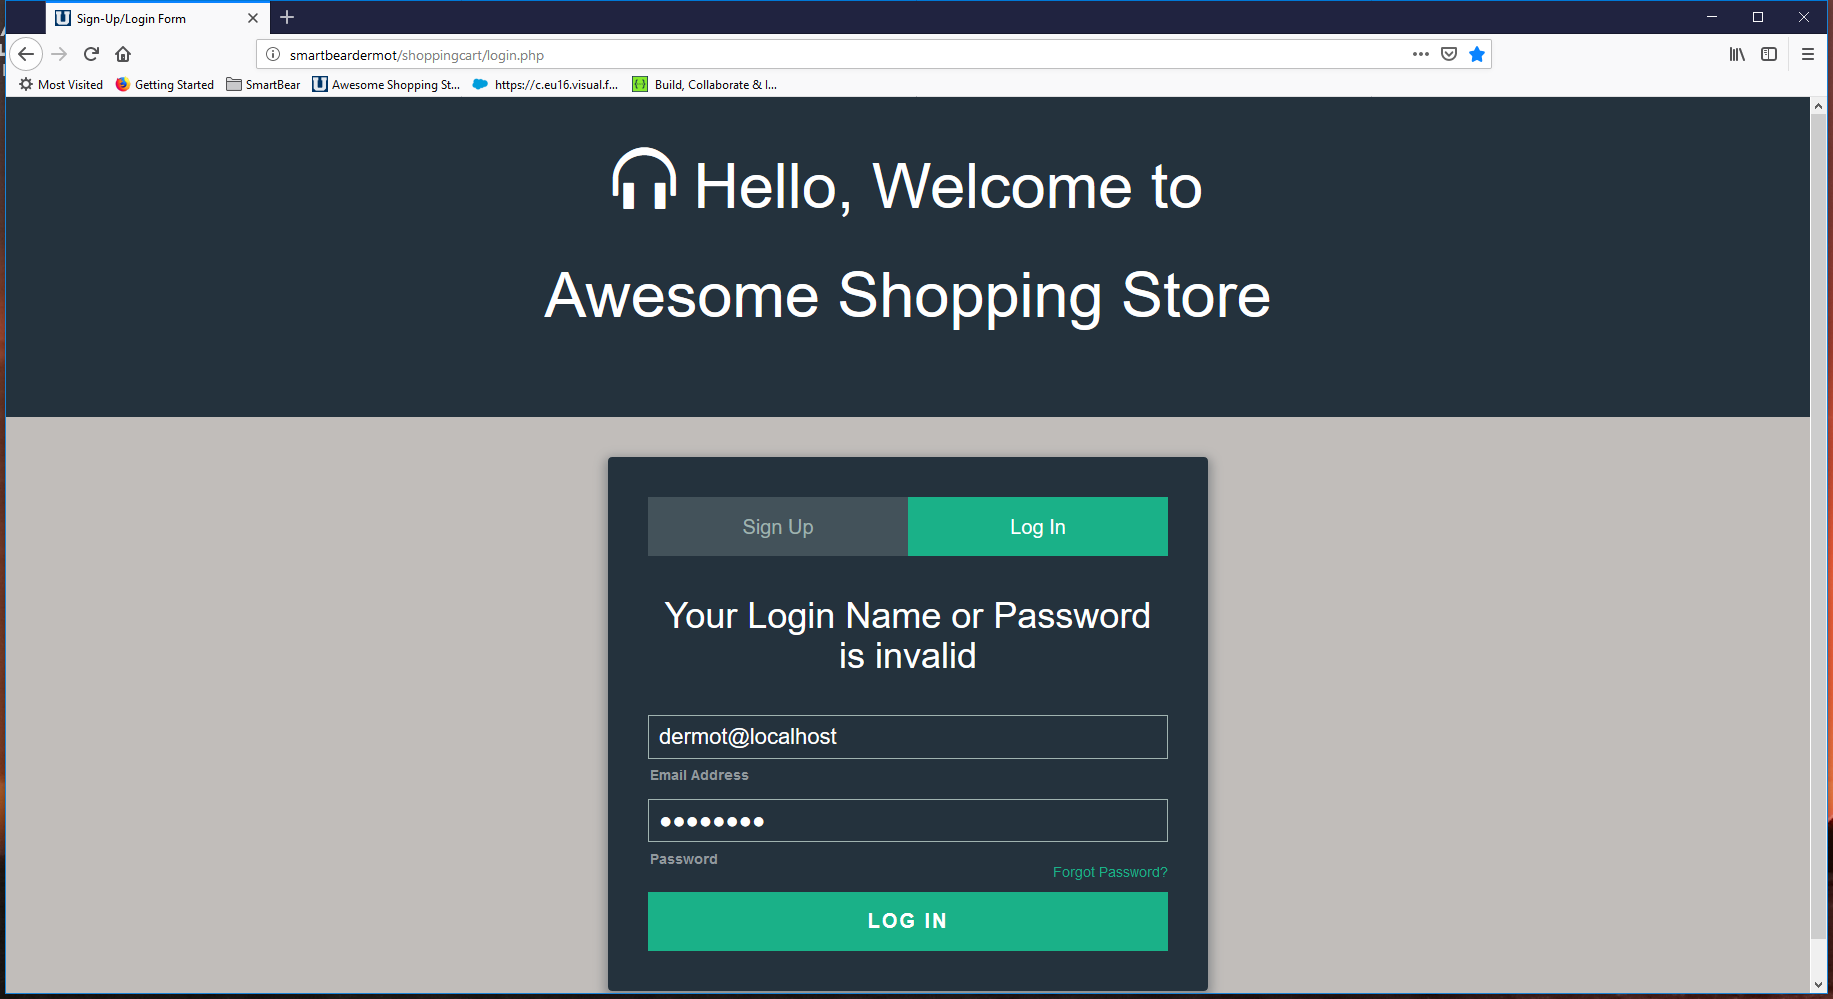 Sign-Up/Login Form
smartbeardermot/shoppingcart/login.php
Most Visited Getting Started SmartBear Awesome Shopping St... https://c.eu16.visual.f... Build, Collaborate & I...
Hello, Welcome to
Awesome Shopping Store
Sign Up Log In
Your Login Name or Password
is invalid
dermot@localhost
Email Address
Password
Forgot Password?
LOG IN